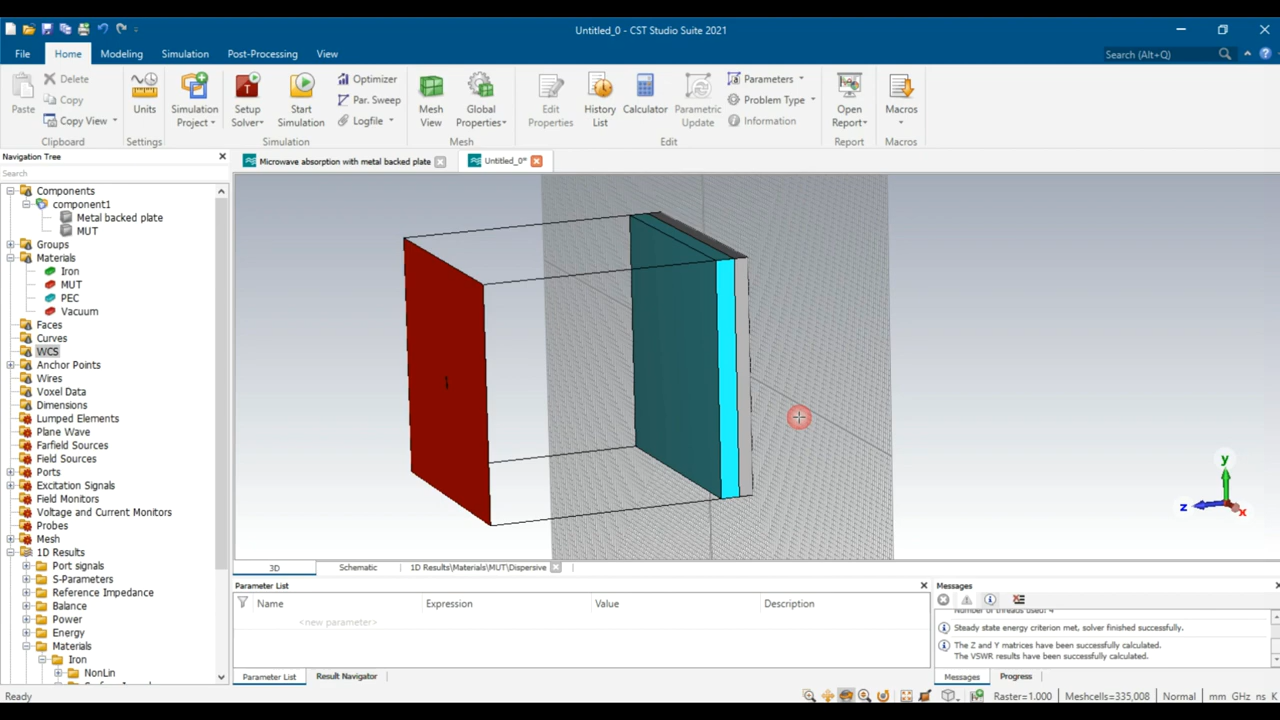 Untitled_0 - CST Studio Suite 2021
File Home Modeling Simulation Post-Processing View
Search (Alt+Q)
Paste
Delete
Copy
Copy View
Clipboard
Units
Settings
Simulation Project
Setup Solver
Start Simulation
Optimizer
Par. Sweep
Logfile
Simulation
Mesh View
Global Properties
Mesh
Edit Properties
History List
Calculator
Parametric Update
Parameters
Problem Type
Information
Edit
Open Report
Report
Macros
Macros
Navigation Tree
Search
Microwave absorption with metal backed plate
Untitled_0*
Components
component1
Metal backed plate
MUT
Groups
Materials
Iron
MUT
PEC
Vacuum
Faces
Curves
WCS
Anchor Points
Wires
Voxel Data
Dimensions
Lumped Elements
Plane Wave
Farfield Sources
Field Sources
Ports
Excitation Signals
Field Monitors
Voltage and Current Monitors
Probes
Mesh
1D Results
Port signals
S-Parameters
Reference Impedance
Balance
Power
Energy
Materials
Iron
NonLin
1
y
z
x
3D
Schematic
1D Results\Materials\MUT\Dispersive
Parameter List
Name Expression Value Description
<new parameter>
Parameter List Result Navigator
Messages
Number of threads used: 4
Steady state energy criterion met, solver finished successfully.
The Z and Y matrices have been successfully calculated.
The VSWR results have been successfully calculated.
Messages Progress
Ready
Raster=1.000 Meshcells=335,008 Normal mm GHz ns K